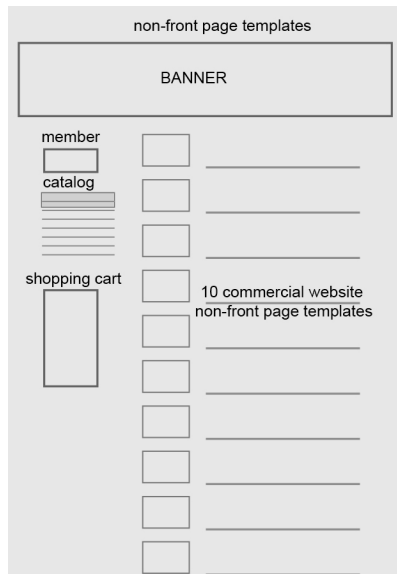 non-front page templates
BANNER
member
catalog
shopping cart
10 commercial website
non-front page templates